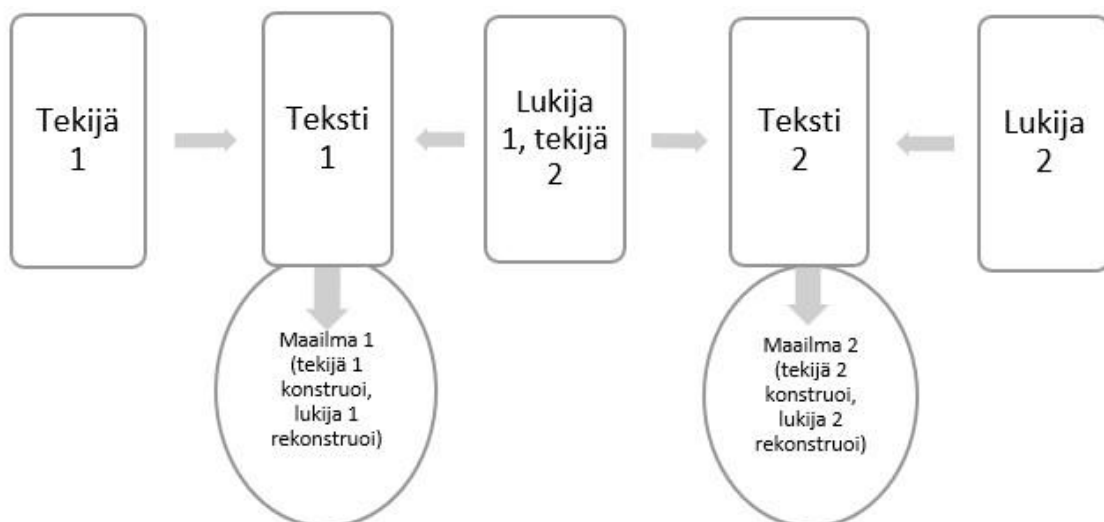 Tekijä
1
Teksti
1
Lukija
1, tekijä
2
Teksti
2
Lukija
2
Maailma 1
(tekijä 1
konstruoi,
lukija 1
rekonstruoi)
Maailma 2
(tekijä 2
konstruoi,
lukija 2
rekonstruoi)